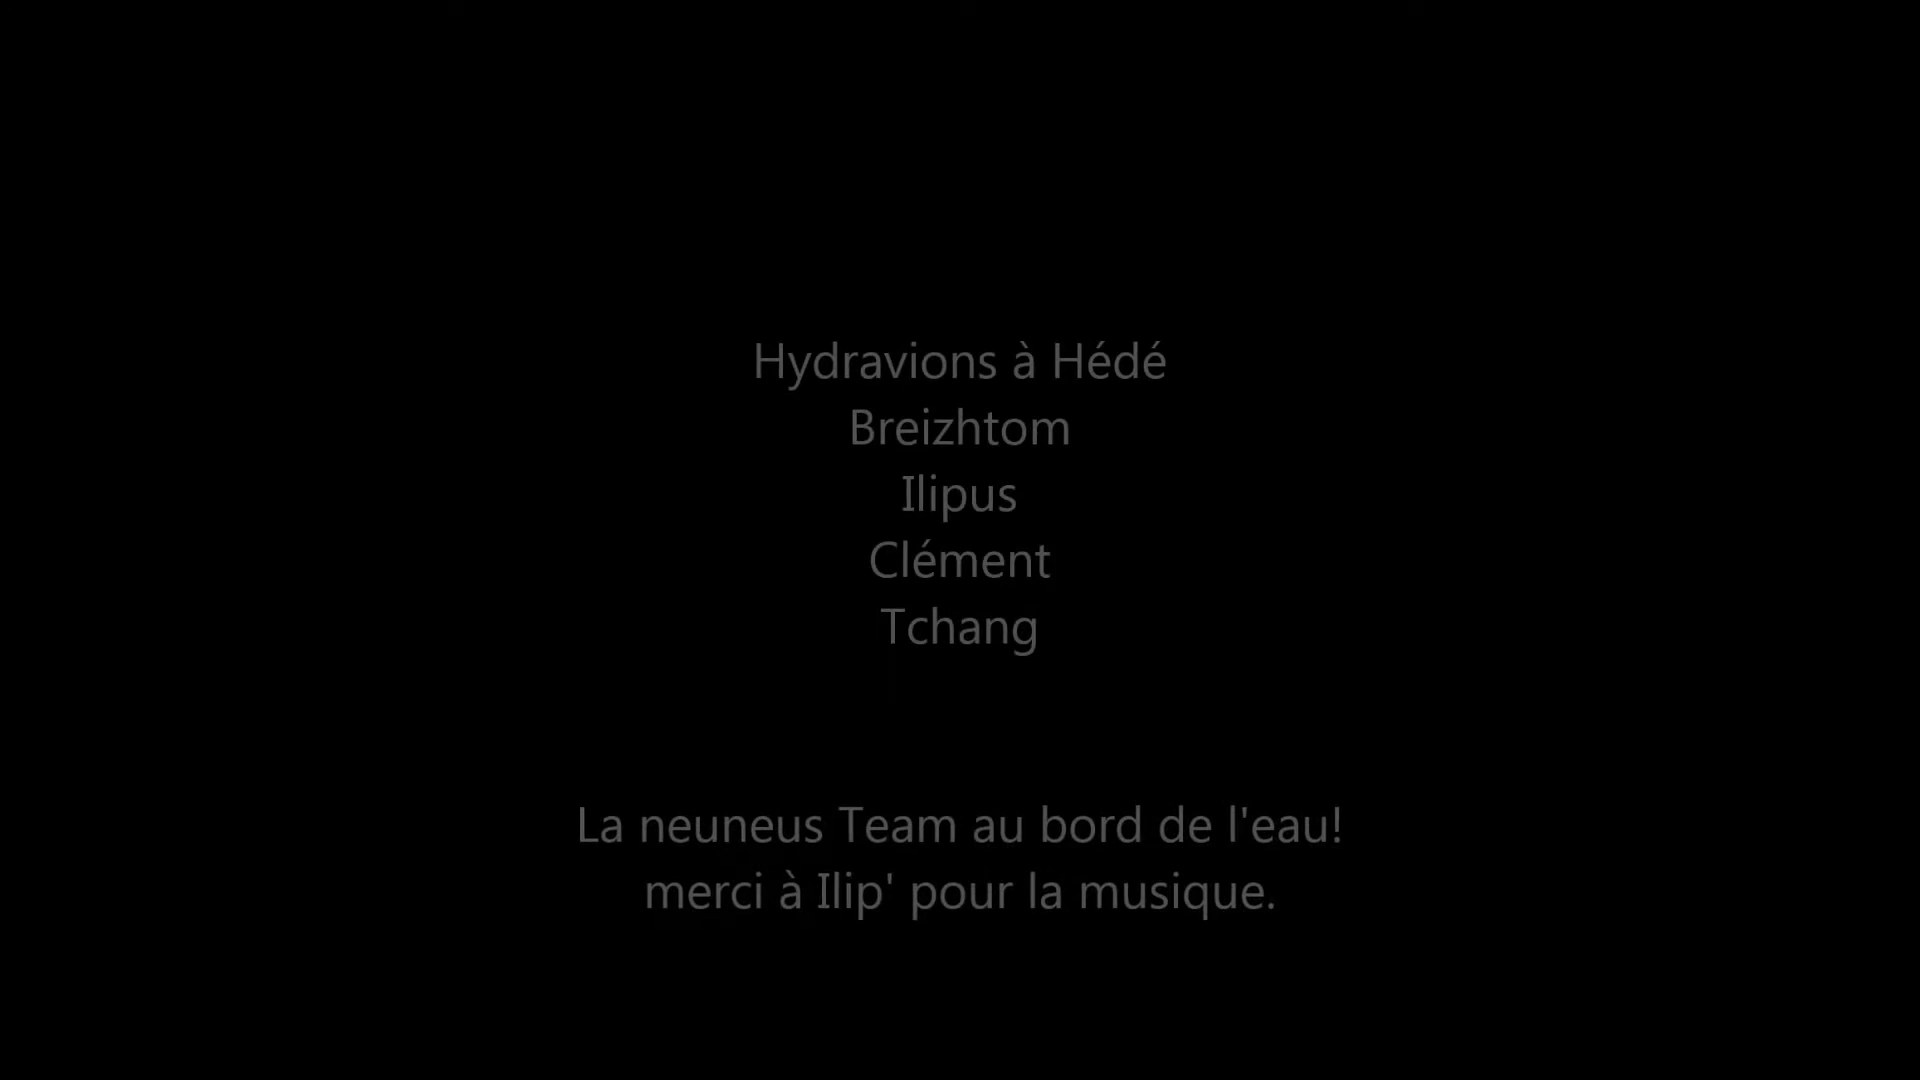 Hydravions à Hédé
Breizhtom
Ilipus
Clément
Tchang
La neuneus Team au bord de l'eau!
merci à Ilip' pour la musique.